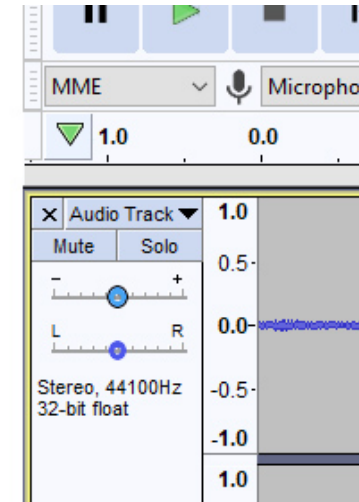 MME Micropho
1.0 0.0
× Audio Track 1.0
Mute Solo
0.5
- +
L R 0.0
Stereo, 44100Hz -0.5
32-bit float
-1.0
1.0